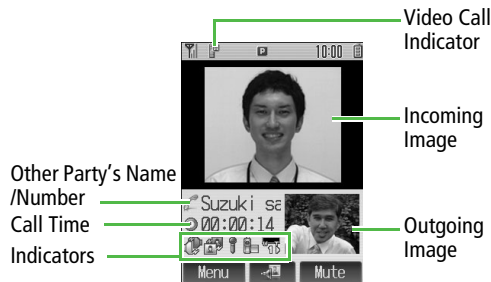 Video Call
Indicator
P 10:00
Incoming
Image
Other Party's Name
/Number
Suzuki sa
Call Time
00:00:14
Outgoing
Image
Indicators
Menu Mute